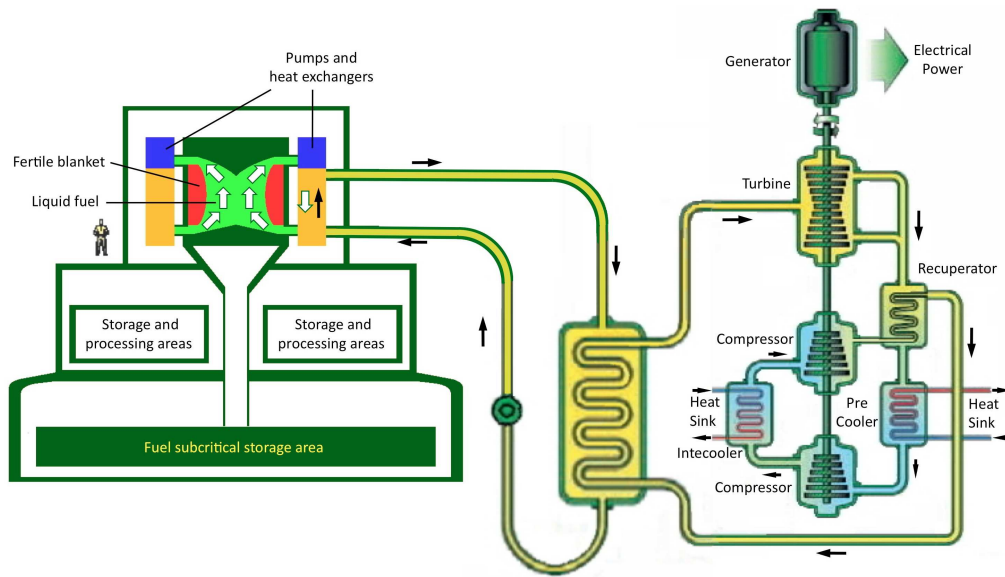 Pumps and
heat exchangers
Fertile blanket
Liquid fuel
Storage and
processing areas
Storage and
processing areas
Fuel subcritical storage area
Generator
Electrical
Power
Turbine
Recuperator
Compressor
Heat
Sink
Intecooler
Pre
Cooler
Heat
Sink
Compressor